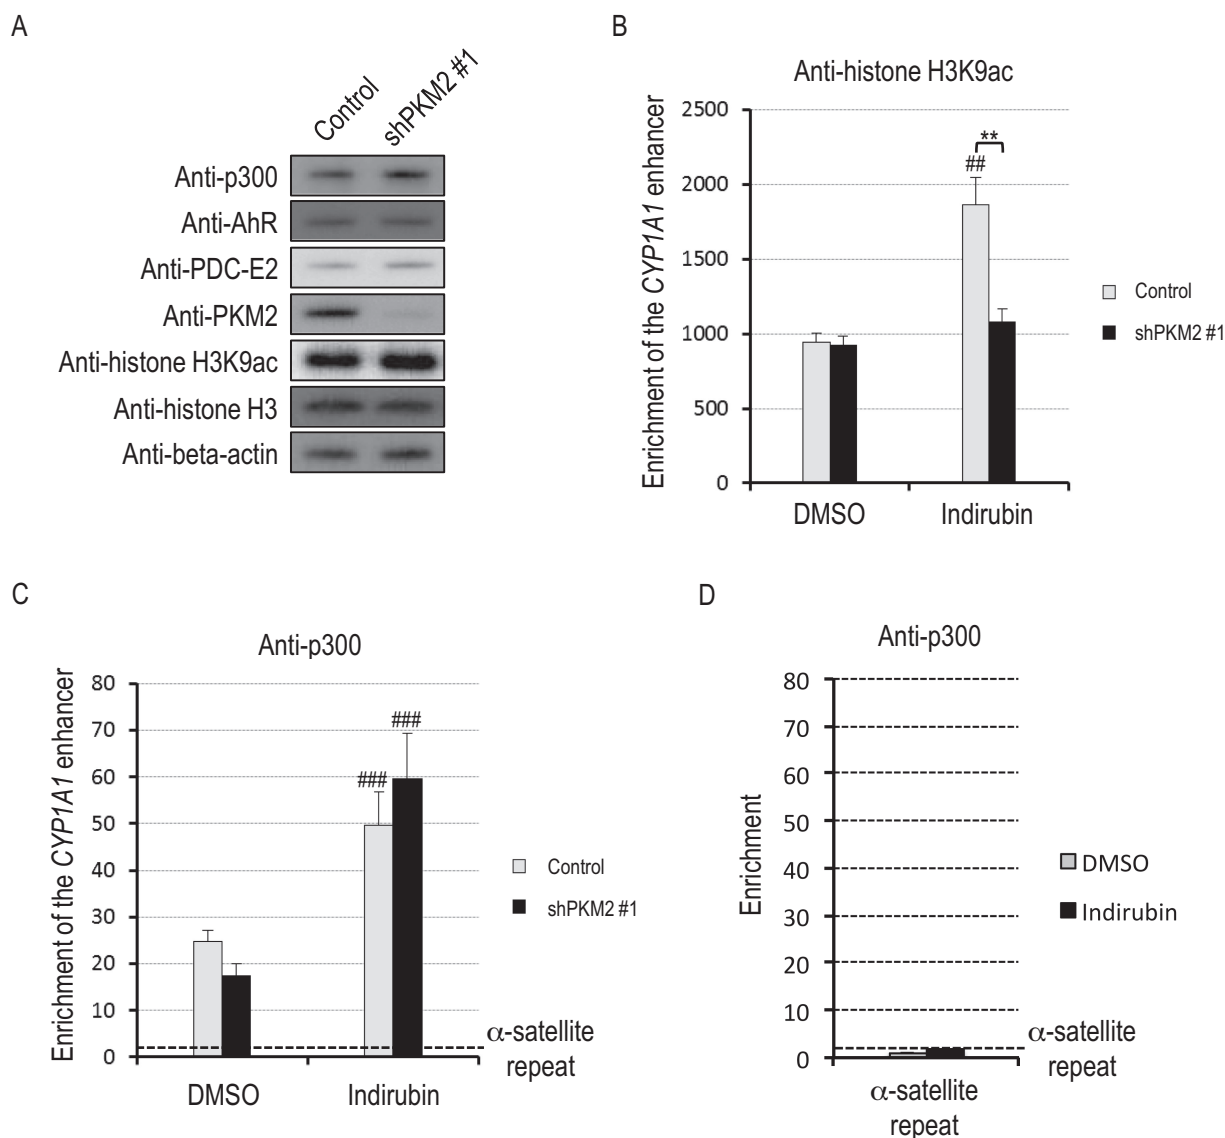 A
Control
shPKM2 #1
Anti-p300
Anti-AhR
Anti-PDC-E2
Anti-PKM2
Anti-histone H3K9ac
Anti-histone H3
Anti-beta-actin
B
Anti-histone H3K9ac
Enrichment of the CYP1A1 enhancer
2500
2000
1500
1000
500
0
**
##
DMSO
Indirubin
Control
shPKM2 #1
C
Anti-p300
Enrichment of the CYP1A1 enhancer
80
70
60
50
40
30
20
10
0
###
###
DMSO
Indirubin
Control
shPKM2 #1
α-satellite
repeat
D
Anti-p300
Enrichment
80
70
60
50
40
30
20
10
0
DMSO
Indirubin
α-satellite
repeat
α-satellite
repeat